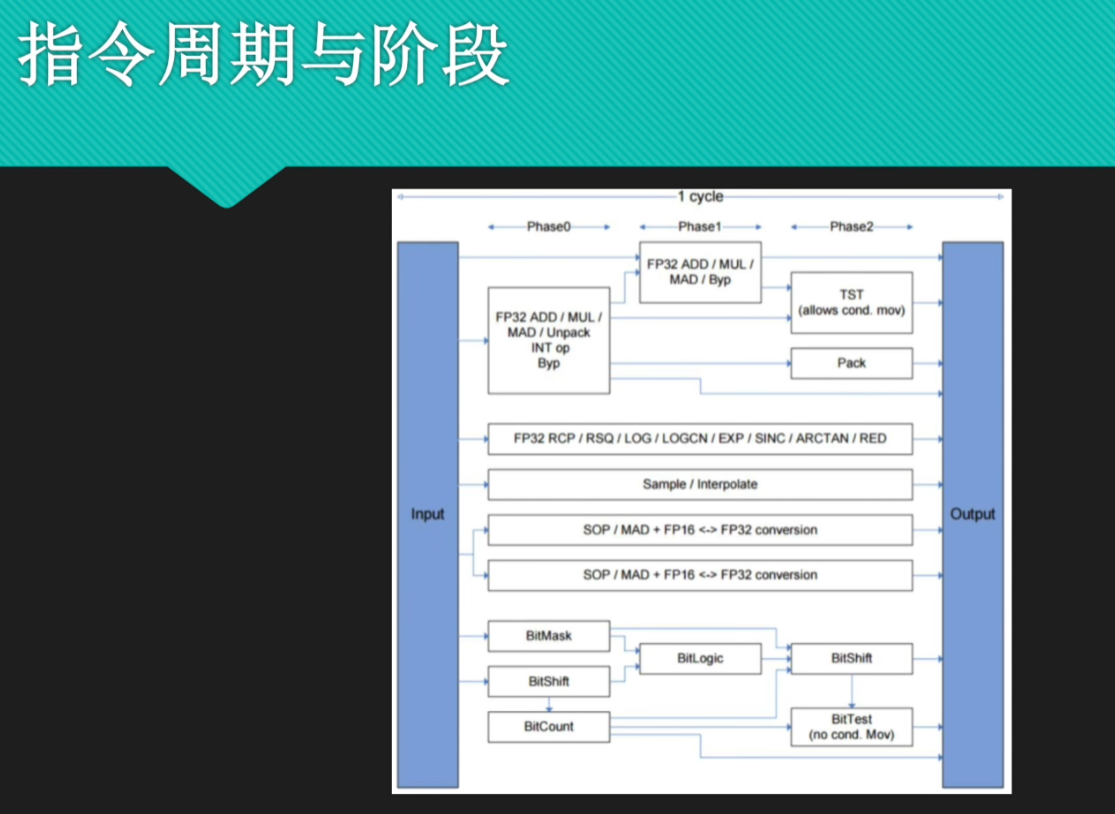 指令周期与阶段
1 cycle
Phase0
Phase1
Phase2
FP32 ADD / MUL /
MAD / Byp
TST
(allows cond. mov)
FP32 ADD / MUL /
MAD / Unpack
INT op
Byp
Pack
FP32 RCP / RSQ / LOG / LOGCN / EXP / SINC / ARCTAN / RED
Sample / Interpolate
Input
Output
SOP / MAD + FP16 <-> FP32 conversion
SOP / MAD + FP16 <-> FP32 conversion
BitMask
BitLogic
BitShift
BitShift
BitCount
BitTest
(no cond. Mov)